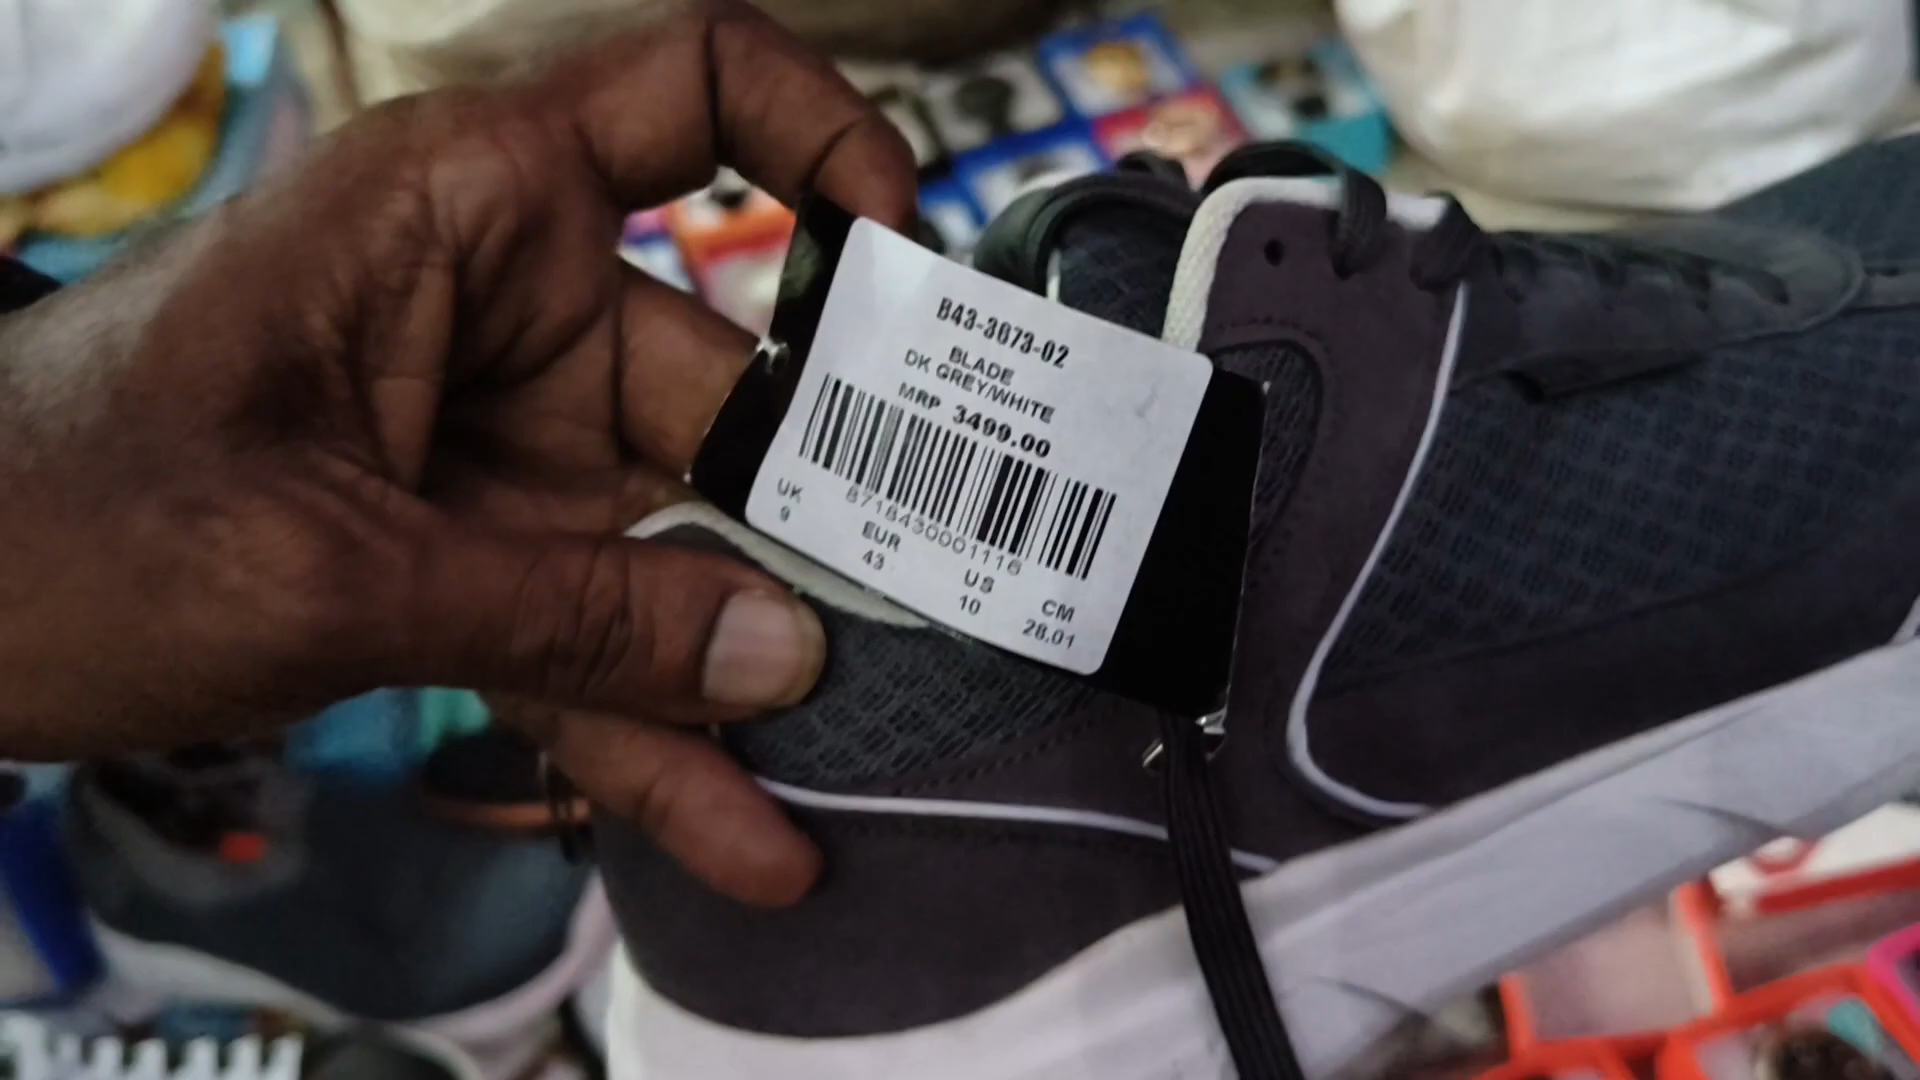 B43-3673-02
BLADE
DK GREY/WHITE
MRP 3499.00
8718430001116
UK EUR US CM
9 43 10 28.01